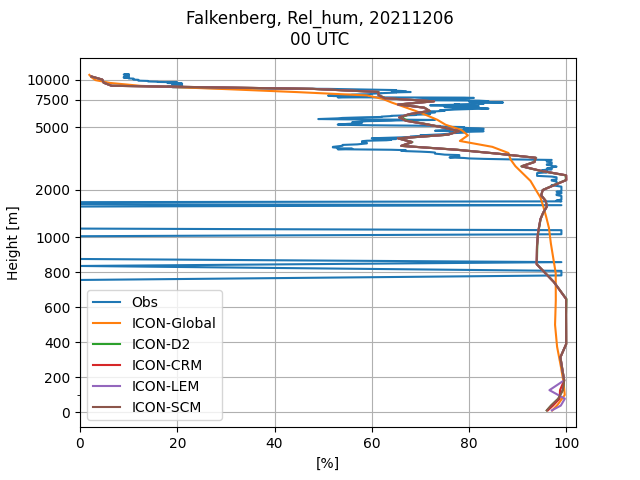 Falkenberg, Rel_hum, 20211206
00 UTC
10000
7500
5000
2000
1000
800
600
400
200
0
Height [m]
Obs
ICON-Global
ICON-D2
ICON-CRM
ICON-LEM
ICON-SCM
0 20 40 60 80 100
[%]